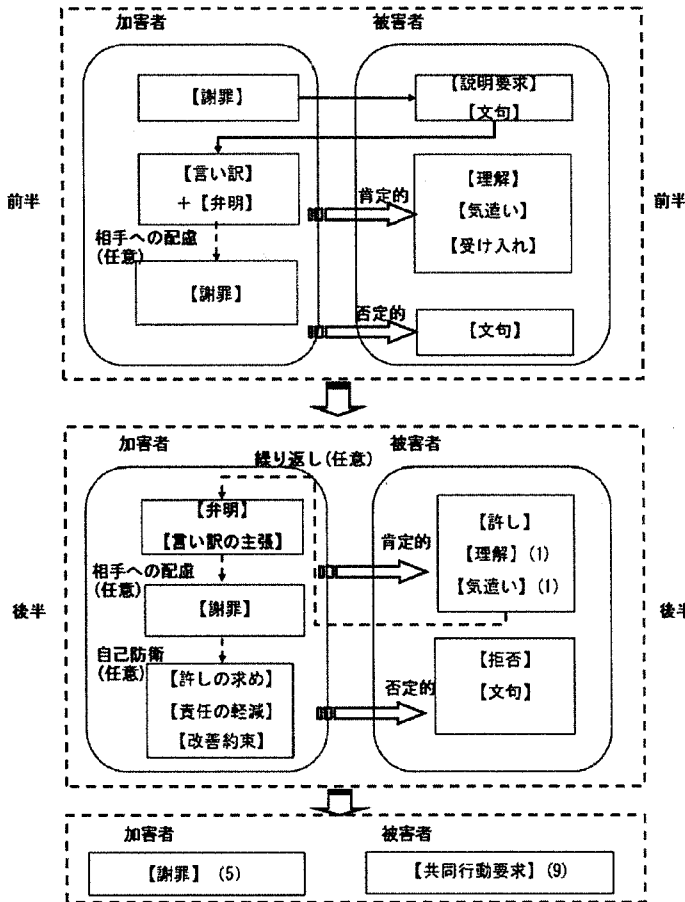 加害者
被害者
【謝罪】
【説明要求】
【文句】
【言い訳】
+【弁明】
肯定的
【理解】
【気遣い】
【受け入れ】
前半
前半
相手への配慮
(任意)
【謝罪】
否定的
【文句】
加害者
被害者
繰り返し(任意)
【弁明】
【言い訳の主張】
肯定的
【許し】
【理解】(1)
【気遣い】(1)
相手への配慮
(任意)
【謝罪】
後半
後半
自己防衛
(任意)
【許しの求め】
【責任の軽減】
【改善約束】
否定的
【拒否】
【文句】
加害者
被害者
【謝罪】(5)
【共同行動要求】(9)